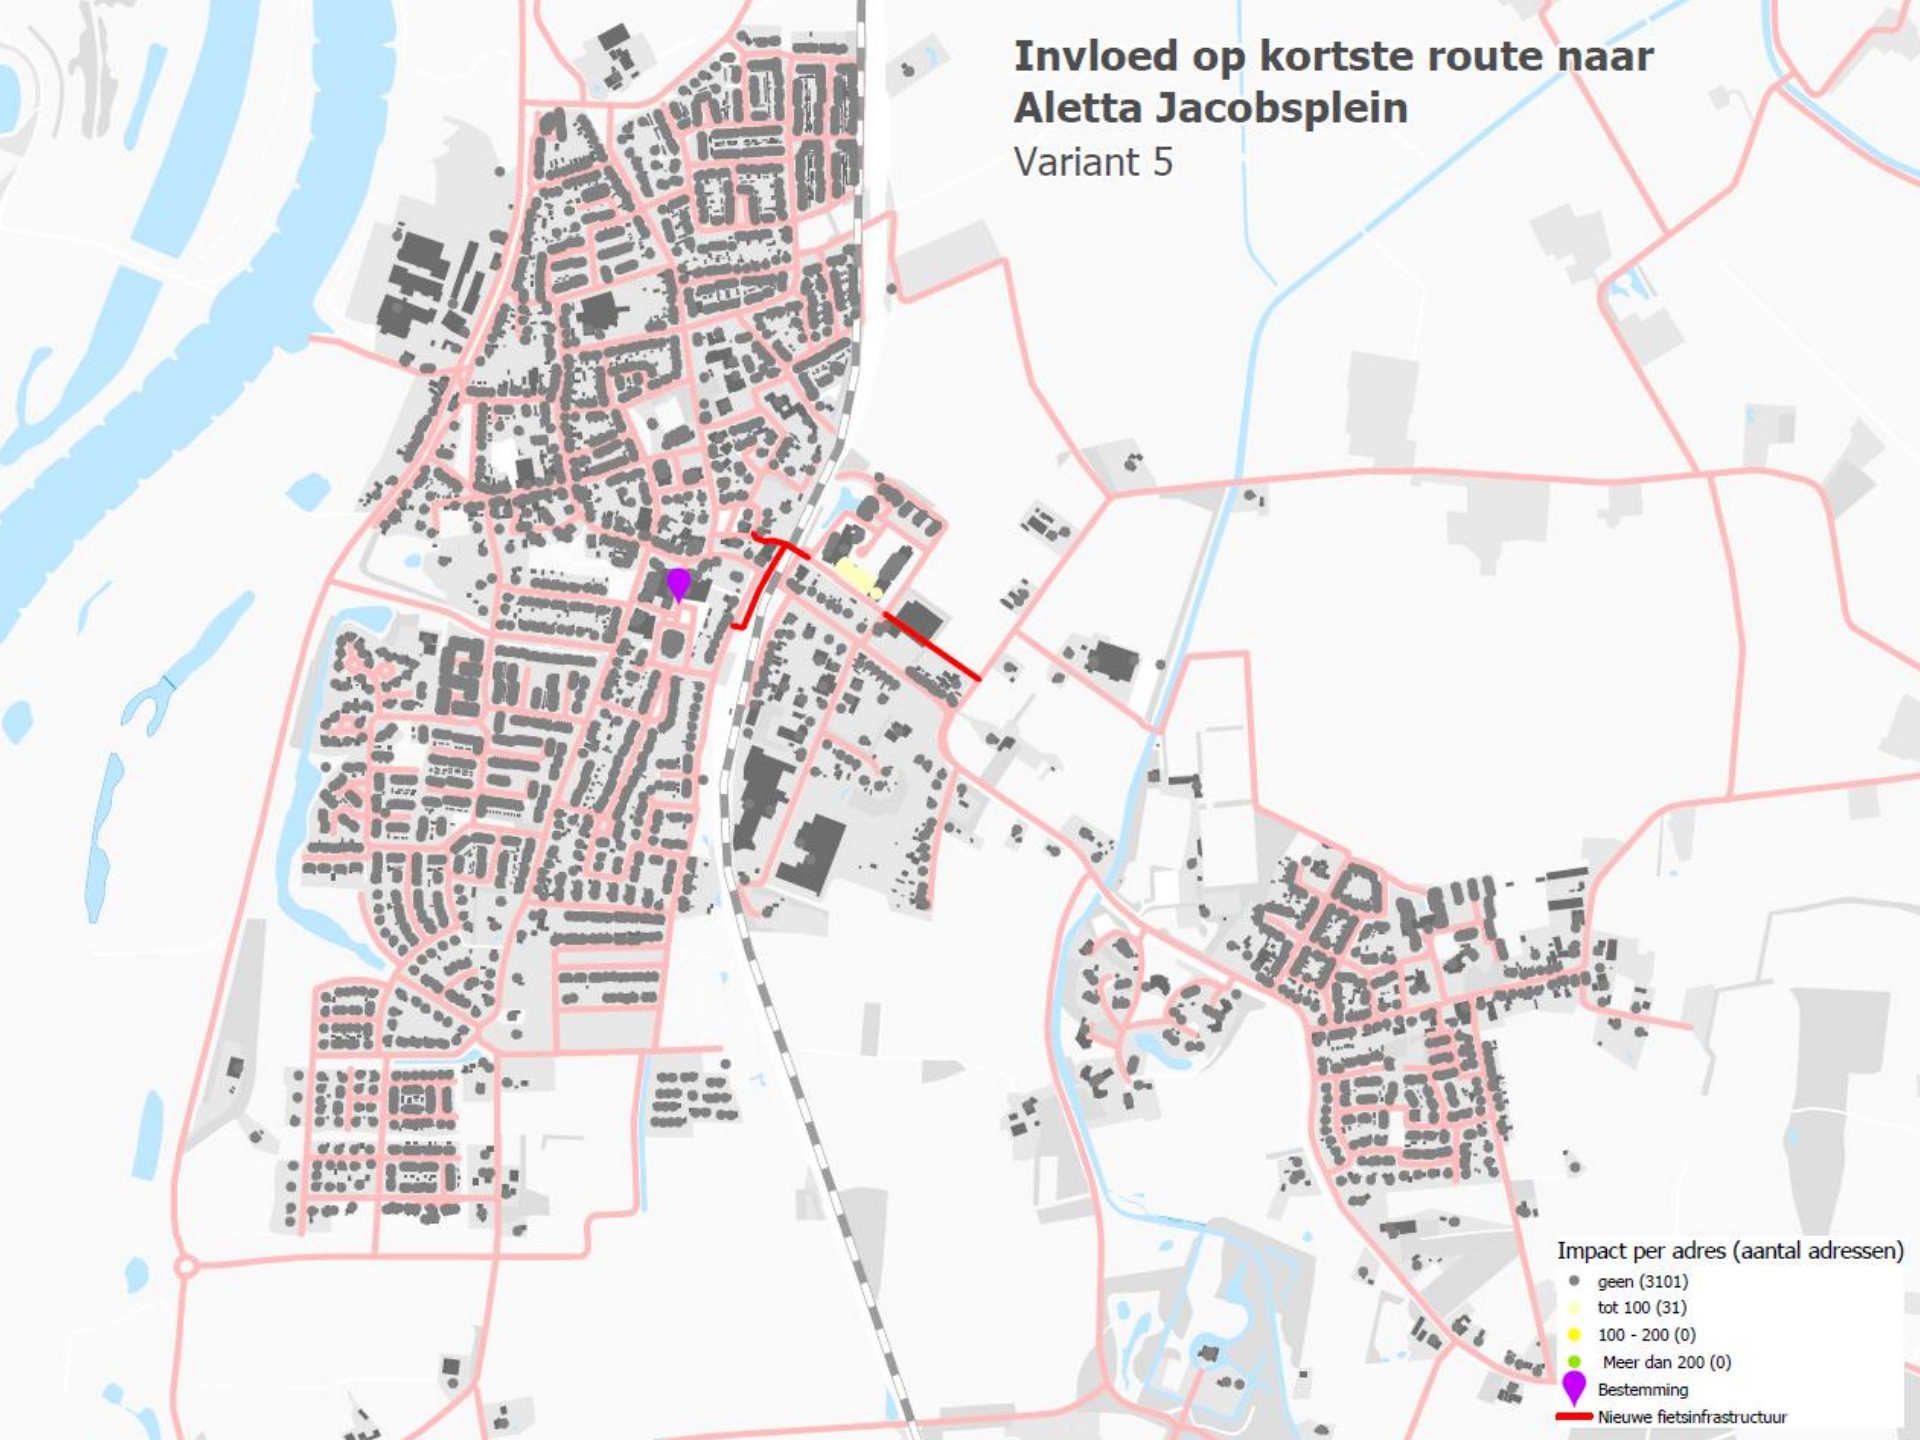 Invloed op kortste route naar
Aletta Jacobsplein
Variant 5
Impact per adres (aantal adressen)
geen (3101)
tot 100 (31)
100 - 200 (0)
Meer dan 200 (0)
Bestemming
Nieuwe fietsinfrastructuur